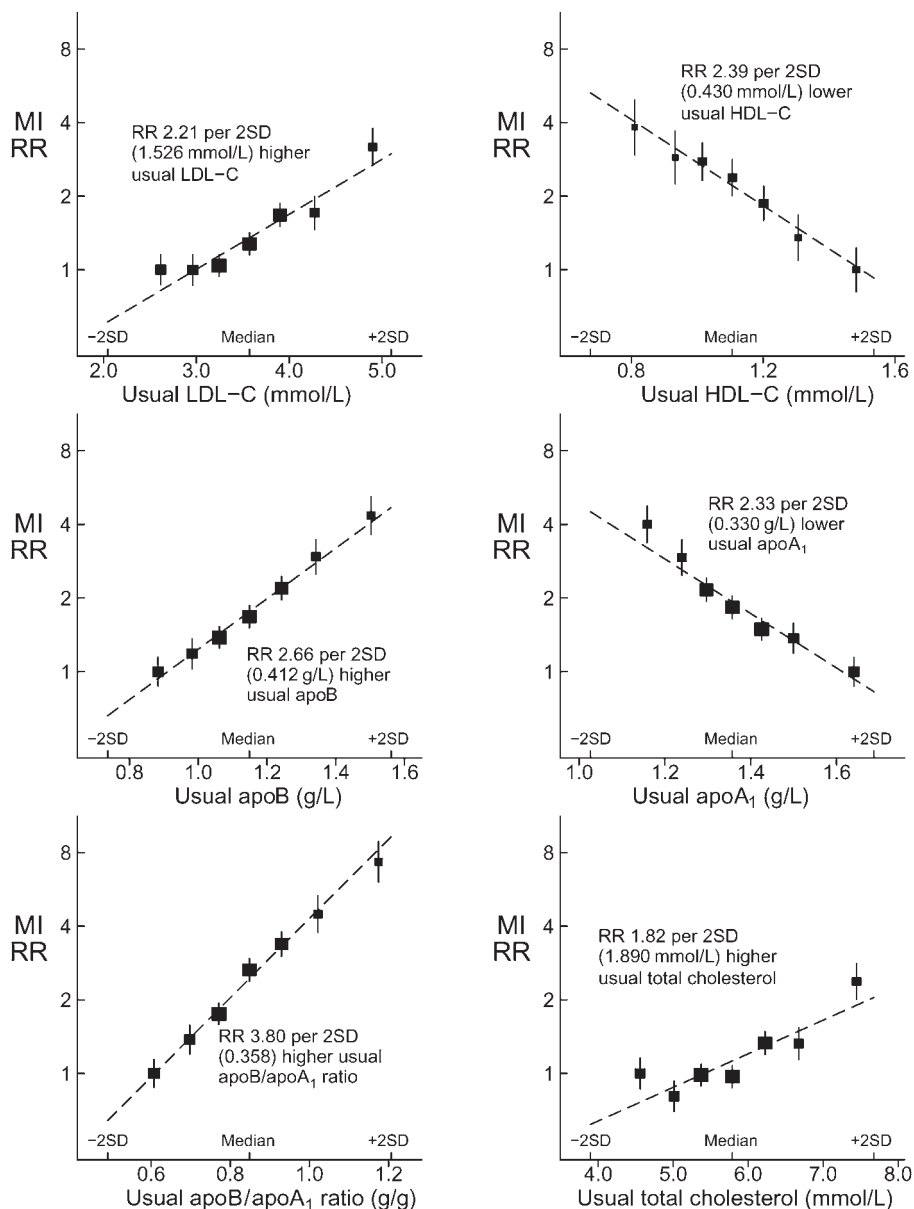 8
4
2
1
MI
RR
RR 2.21 per 2SD
(1.526 mmol/L) higher
usual LDL−C
−2SD Median +2SD
2.0 3.0 4.0 5.0
Usual LDL−C (mmol/L)
8
4
2
1
MI
RR
RR 2.39 per 2SD
(0.430 mmol/L) lower
usual HDL−C
−2SD Median +2SD
0.8 1.2 1.6
Usual HDL−C (mmol/L)
8
4
2
1
MI
RR
RR 2.66 per 2SD
(0.412 g/L) higher
usual apoB
−2SD Median +2SD
0.8 1.0 1.2 1.4 1.6
Usual apoB (g/L)
8
4
2
1
MI
RR
RR 2.33 per 2SD
(0.330 g/L) lower
usual apoA₁
−2SD Median +2SD
1.0 1.2 1.4 1.6
Usual apoA₁ (g/L)
8
4
2
1
MI
RR
RR 3.80 per 2SD
(0.358) higher usual
apoB/apoA₁ ratio
−2SD Median +2SD
0.6 0.8 1.0 1.2
Usual apoB/apoA₁ ratio (g/g)
8
4
2
1
MI
RR
RR 1.82 per 2SD
(1.890 mmol/L) higher
usual total cholesterol
−2SD Median +2SD
4.0 5.0 6.0 7.0 8.0
Usual total cholesterol (mmol/L)